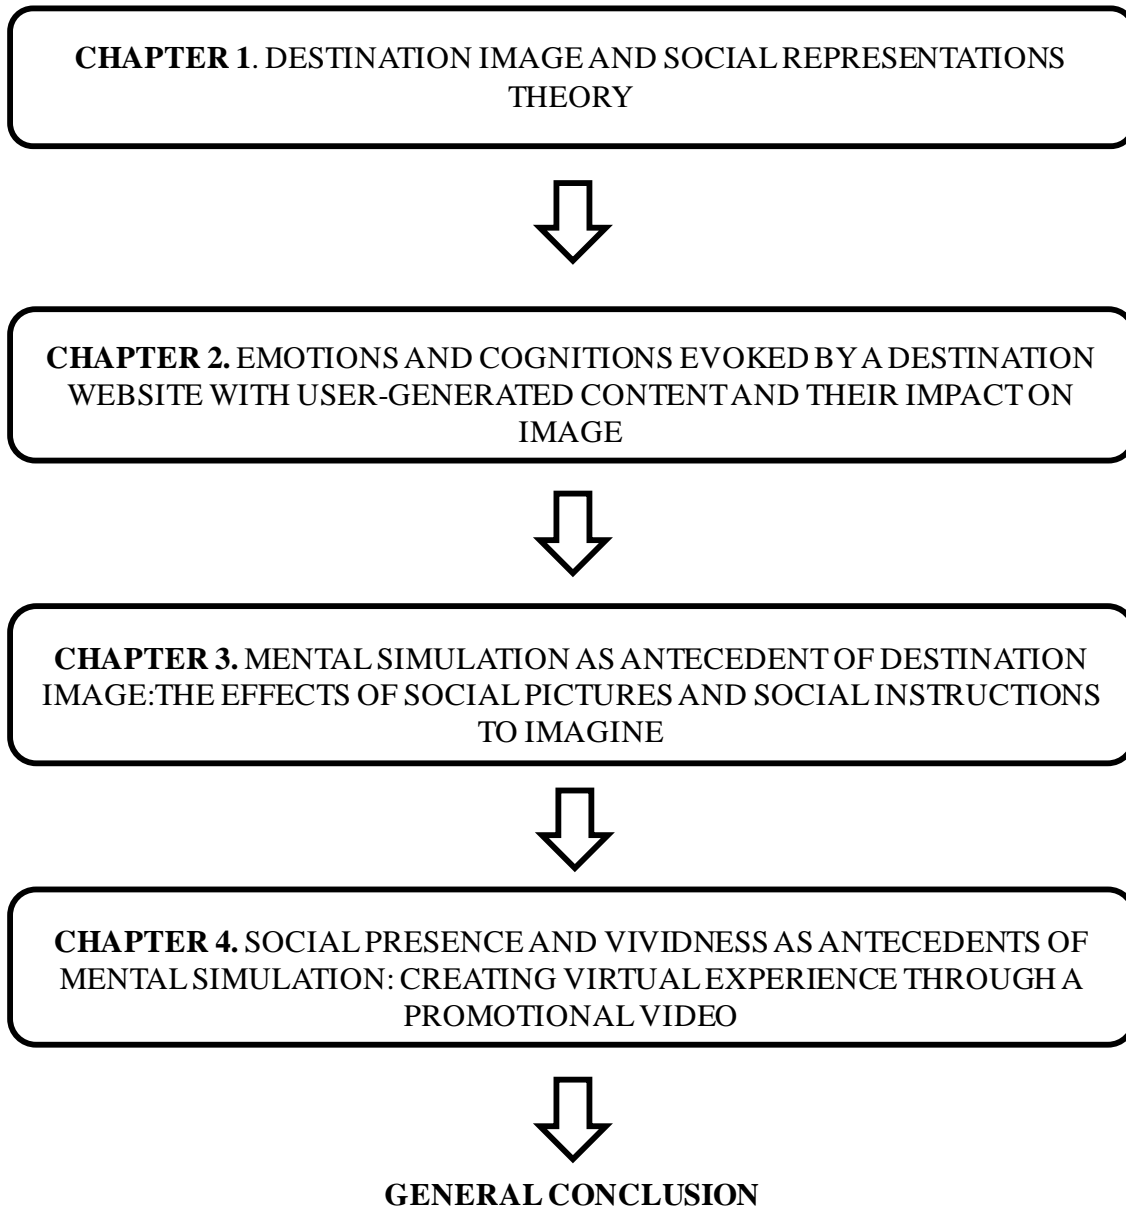 CHAPTER 1. DESTINATION IMAGE AND SOCIAL REPRESENTATIONS
THEORY
CHAPTER 2. EMOTIONS AND COGNITIONS EVOKED BY A DESTINATION
WEBSITE WITH USER-GENERATED CONTENT AND THEIR IMPACT ON
IMAGE
CHAPTER 3. MENTAL SIMULATION AS ANTECEDENT OF DESTINATION
IMAGE:THE EFFECTS OF SOCIAL PICTURES AND SOCIAL INSTRUCTIONS
TO IMAGINE
CHAPTER 4. SOCIAL PRESENCE AND VIVIDNESS AS ANTECEDENTS OF
MENTAL SIMULATION: CREATING VIRTUAL EXPERIENCE THROUGH A
PROMOTIONAL VIDEO
GENERAL CONCLUSION